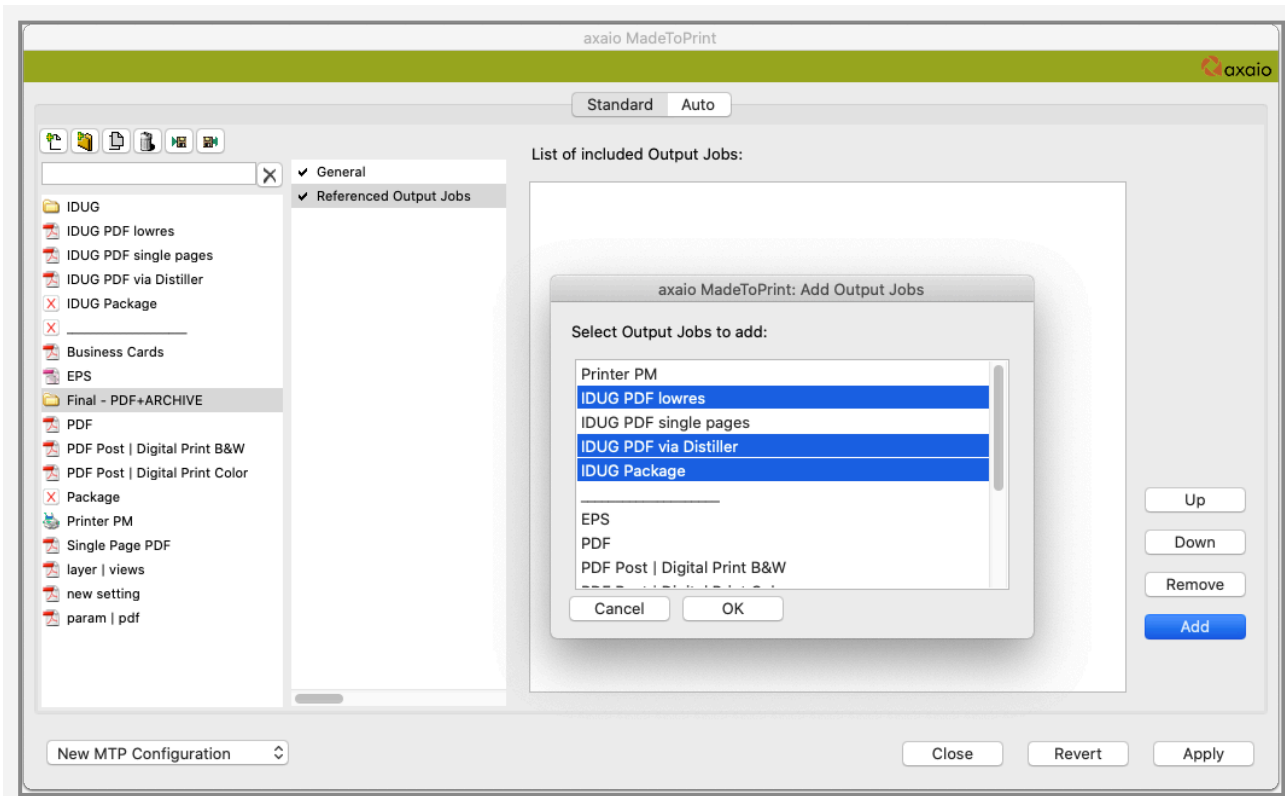 axaio MadeToPrint
axaio
Standard
Auto
List of included Output Jobs:
General
Referenced Output Jobs
IDUG
IDUG PDF lowres
IDUG PDF single pages
IDUG PDF via Distiller
IDUG Package
___________________
Business Cards
EPS
Final - PDF+ARCHIVE
PDF
PDF Post | Digital Print B&W
PDF Post | Digital Print Color
Package
Printer PM
Single Page PDF
layer | views
new setting
param | pdf
axaio MadeToPrint: Add Output Jobs
Select Output Jobs to add:
Printer PM
IDUG PDF lowres
IDUG PDF single pages
IDUG PDF via Distiller
IDUG Package
___________________
EPS
PDF
PDF Post | Digital Print B&W
Cancel
OK
Up
Down
Remove
Add
New MTP Configuration
Close
Revert
Apply